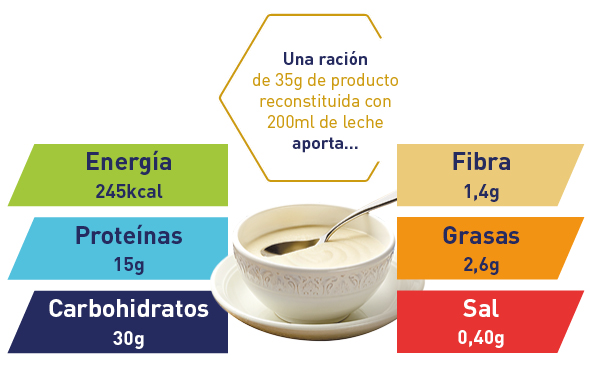 Una ración
de 35g de producto
reconstituida con
200ml de leche
aporta...
Energía
245kcal
Proteínas
15g
Carbohidratos
30g
Fibra
1,4g
Grasas
2,6g
Sal
0,40g